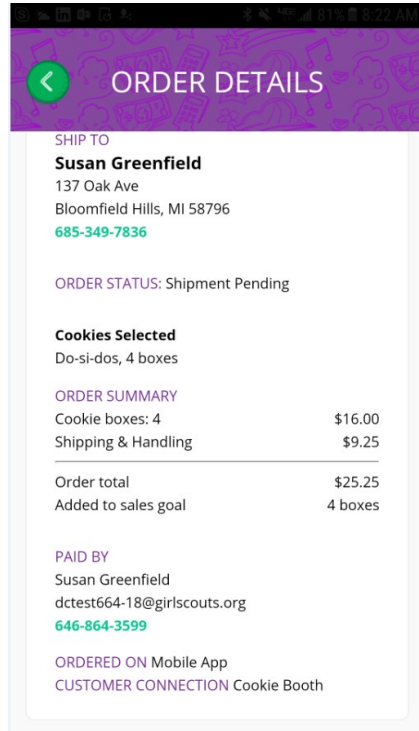 81% 8:22 AM
ORDER DETAILS
SHIP TO
Susan Greenfield
137 Oak Ave
Bloomfield Hills, MI 58796
685-349-7836
ORDER STATUS: Shipment Pending
Cookies Selected
Do-si-dos, 4 boxes
ORDER SUMMARY
Cookie boxes: 4 $16.00
Shipping & Handling $9.25
Order total $25.25
Added to sales goal 4 boxes
PAID BY
Susan Greenfield
dctest664-18@girlscouts.org
646-864-3599
ORDERED ON Mobile App
CUSTOMER CONNECTION Cookie Booth